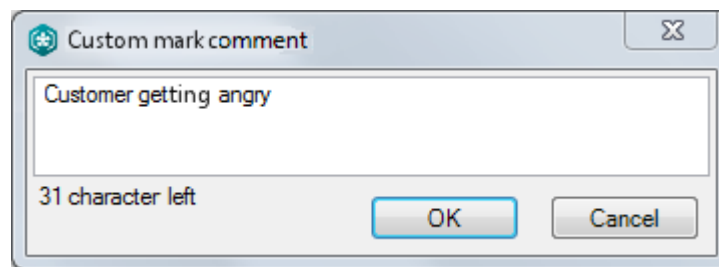 Custom mark comment
Customer getting angry
31 character left
OK
Cancel